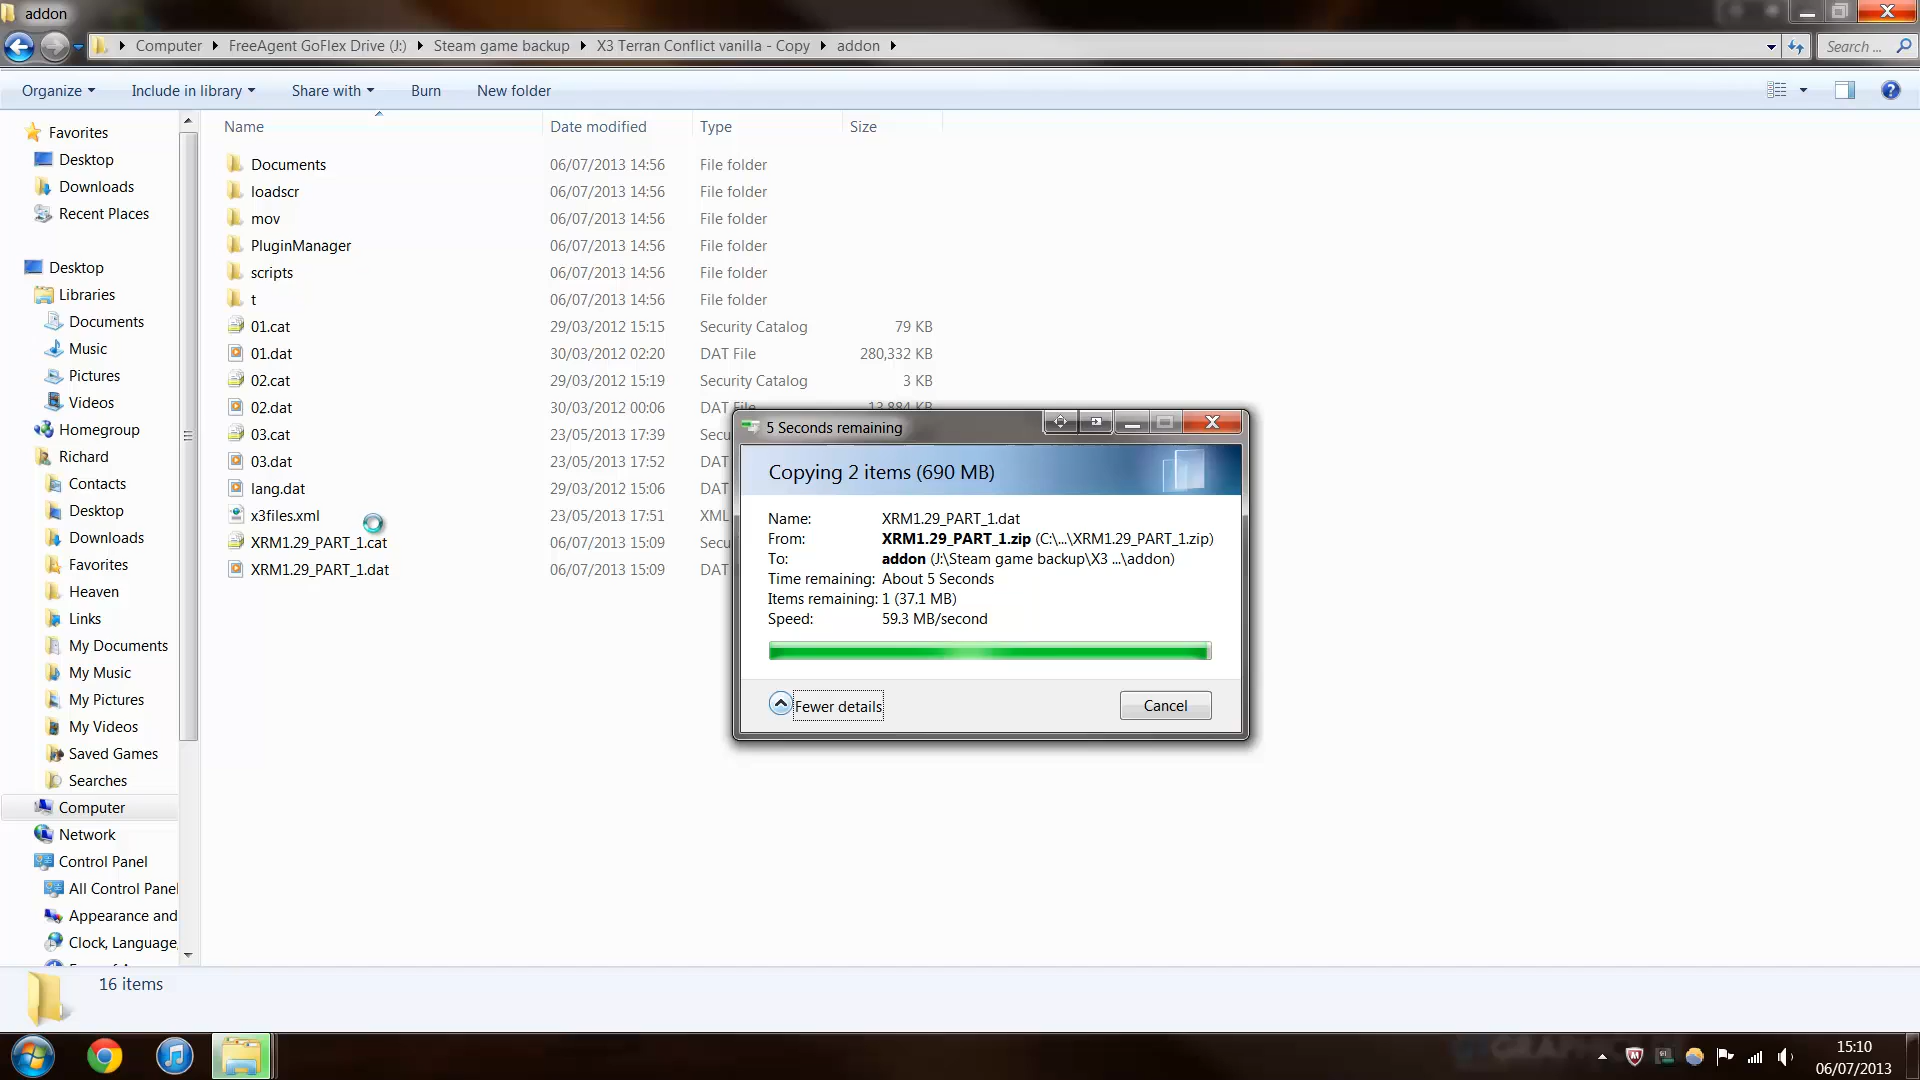 addon
Computer FreeAgent GoFlex Drive (J:) Steam game backup X3 Terran Conflict vanilla - Copy addon Search ...
Organize Include in library Share with Burn New folder
Name Date modified Type Size
Favorites
Desktop
Downloads
Recent Places
Desktop
Libraries
Documents
Music
Pictures
Videos
Homegroup
Richard
Contacts
Desktop
Downloads
Favorites
Heaven
Links
My Documents
My Music
My Pictures
My Videos
Saved Games
Searches
Computer
Network
Control Panel
All Control Panel
Appearance and
Clock, Language,
Documents 06/07/2013 14:56 File folder
loadscr 06/07/2013 14:56 File folder
mov 06/07/2013 14:56 File folder
PluginManager 06/07/2013 14:56 File folder
scripts 06/07/2013 14:56 File folder
t 06/07/2013 14:56 File folder
01.cat 29/03/2012 15:15 Security Catalog 79 KB
01.dat 30/03/2012 02:20 DAT File 280,332 KB
02.cat 29/03/2012 15:19 Security Catalog 3 KB
02.dat 30/03/2012 00:06 DAT File 13,884 KB
03.cat 23/05/2013 17:39 Secu
03.dat 23/05/2013 17:52 DAT
lang.dat 29/03/2012 15:06 DAT
x3files.xml 23/05/2013 17:51 XML
XRM1.29_PART_1.cat 06/07/2013 15:09 Secu
XRM1.29_PART_1.dat 06/07/2013 15:09 DAT
5 Seconds remaining
Copying 2 items (690 MB)
Name: XRM1.29_PART_1.dat
From: XRM1.29_PART_1.zip (C:\...\XRM1.29_PART_1.zip)
To: addon (J:\Steam game backup\X3 ...\addon)
Time remaining: About 5 Seconds
Items remaining: 1 (37.1 MB)
Speed: 59.3 MB/second
Fewer details
Cancel
16 items
15:10
06/07/2013